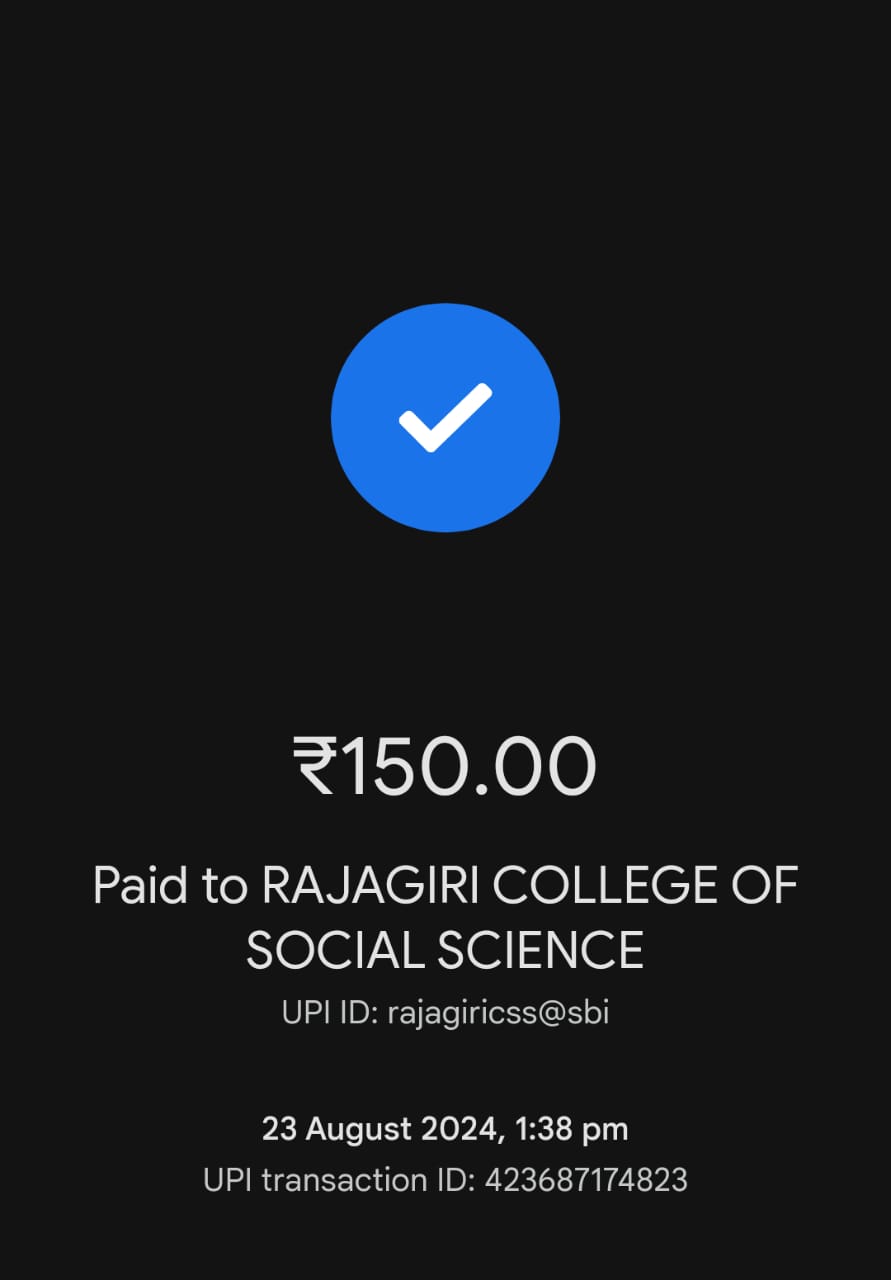 ₹150.00
Paid to RAJAGIRI COLLEGE OF
SOCIAL SCIENCE
UPI ID: rajagiricss@sbi
23 August 2024, 1:38 pm
UPI transaction ID: 423687174823